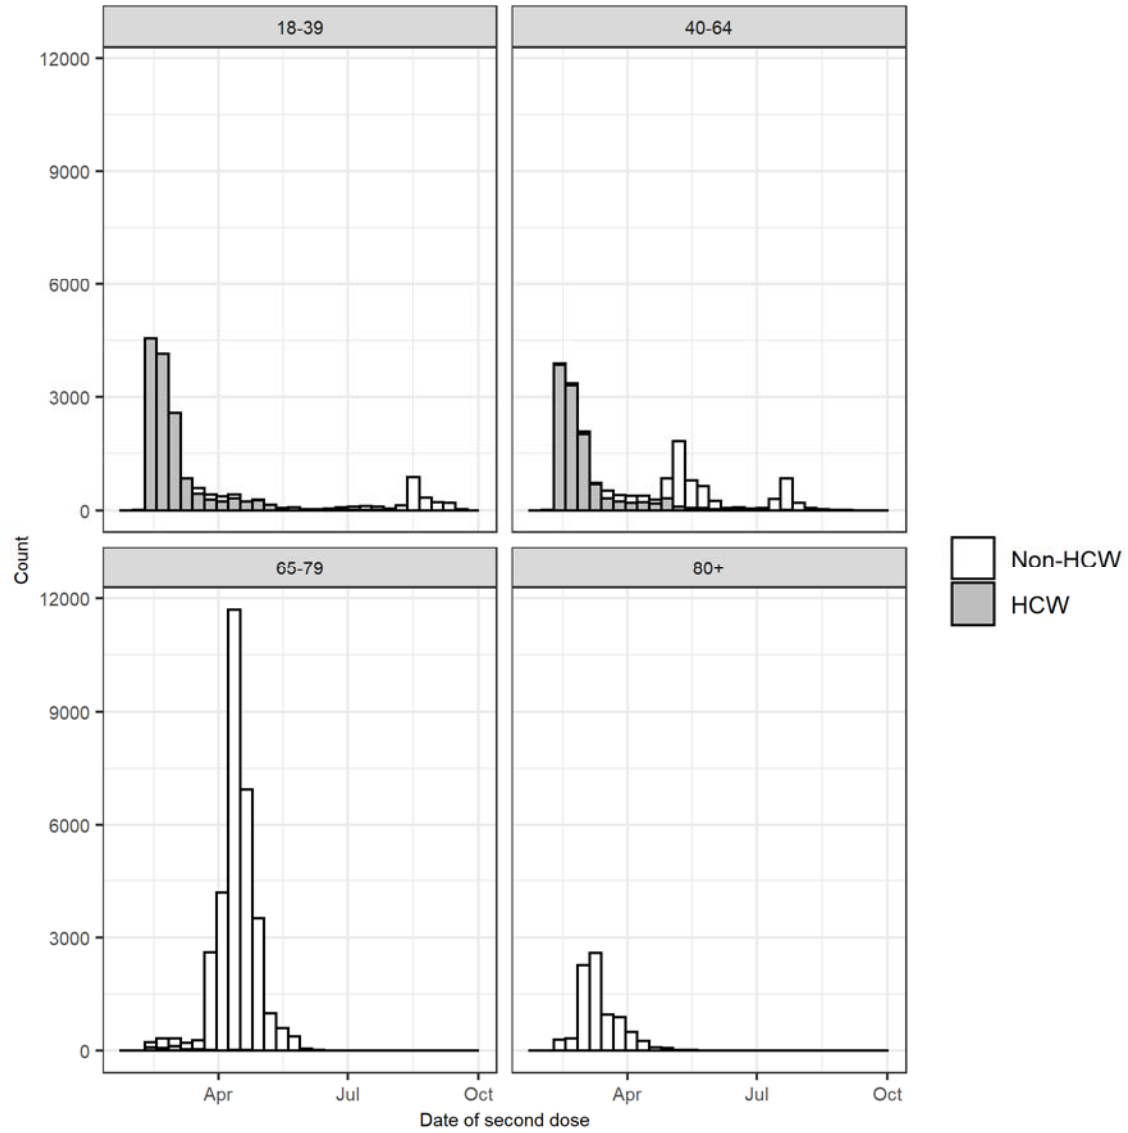 18-39
40-64
12000
9000
6000
3000
0
Count
65-79
80+
12000
9000
6000
3000
0
Apr
Jul
Oct
Apr
Jul
Oct
Date of second dose
Non-HCW
HCW